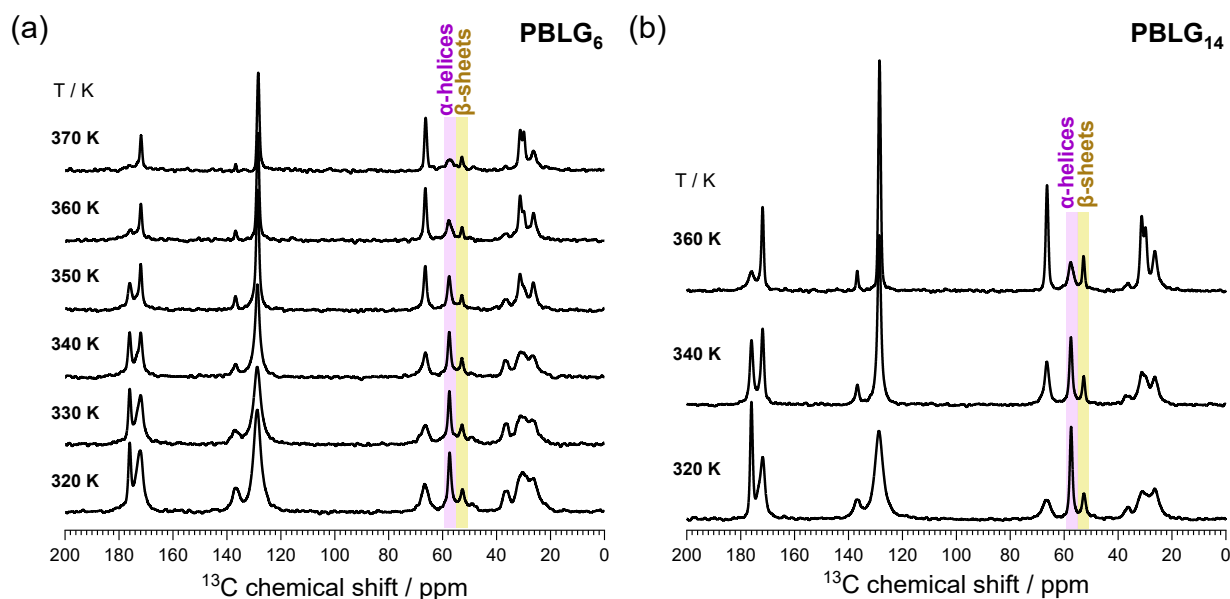 (a)
PBLG6
α-helices
β-sheets
T / K
370 K
360 K
350 K
340 K
330 K
320 K
200 180 160 140 120 100 80 60 40 20 0
13C chemical shift / ppm
(b)
PBLG14
α-helices
β-sheets
T / K
360 K
340 K
320 K
200 180 160 140 120 100 80 60 40 20 0
13C chemical shift / ppm